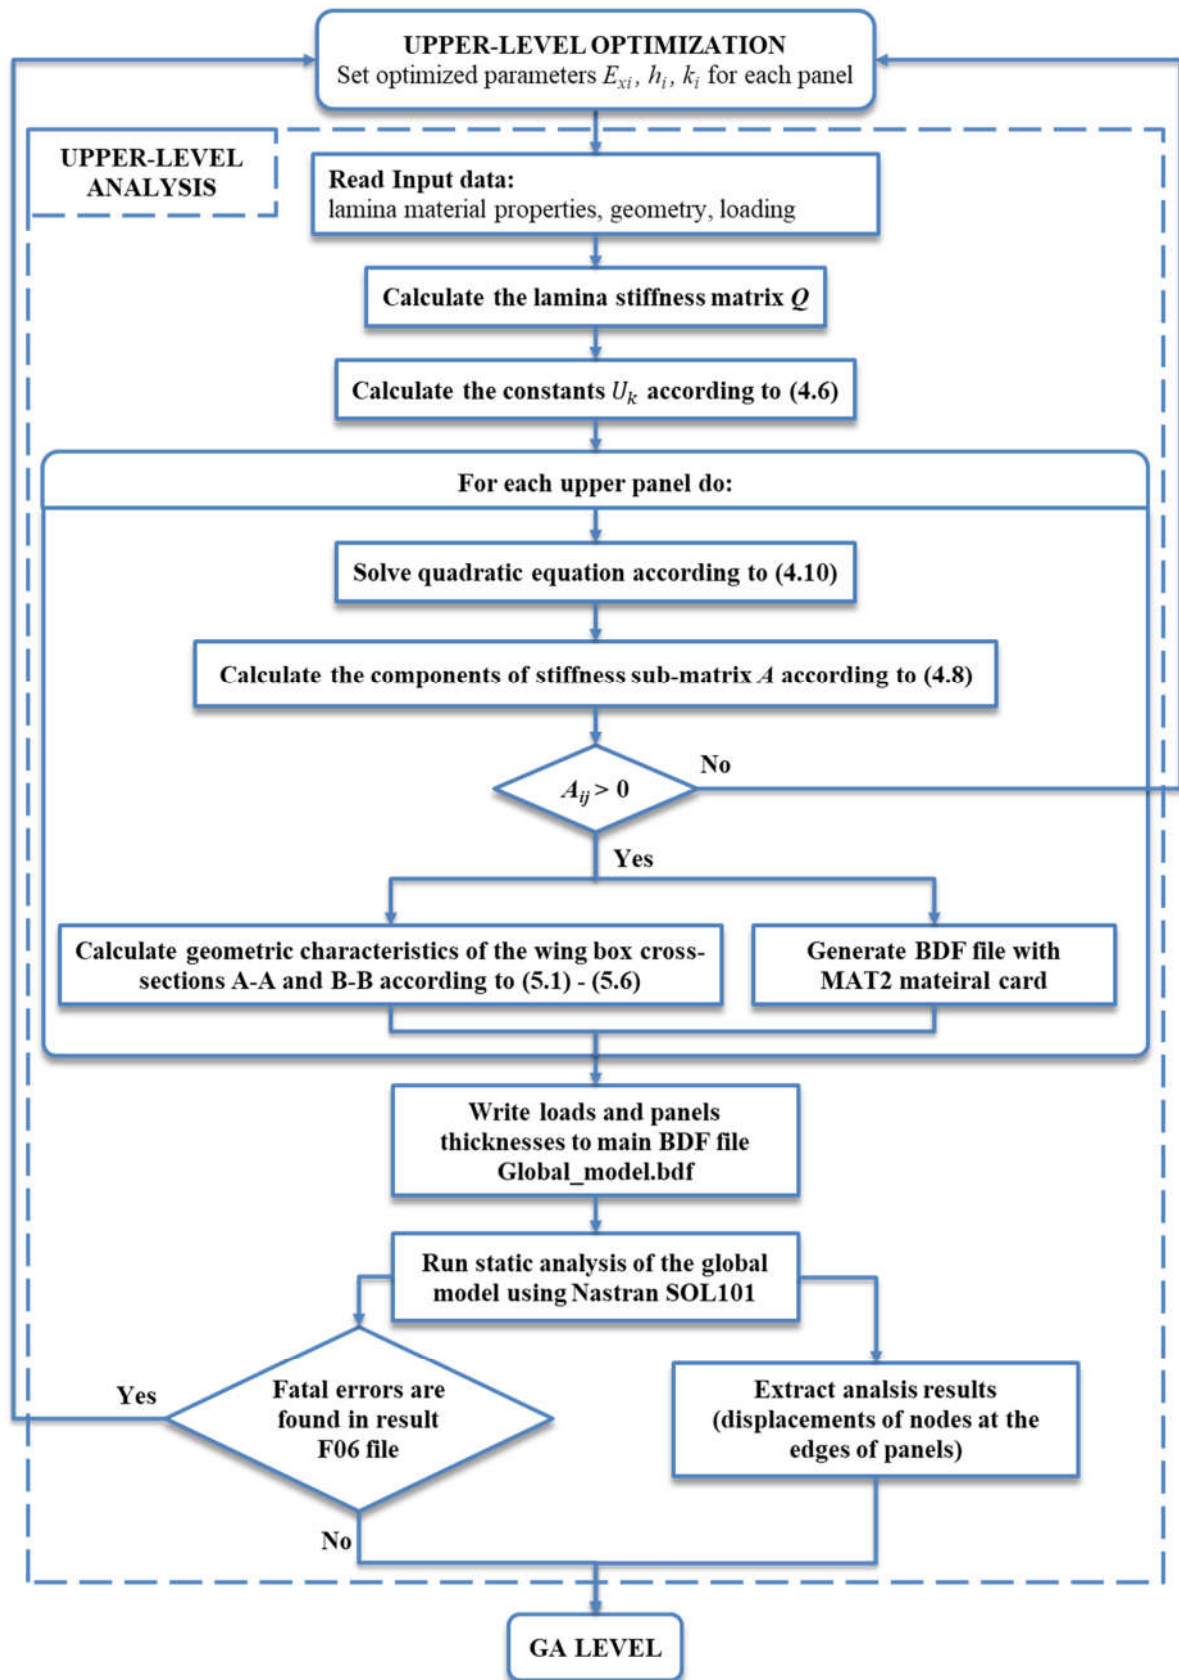 UPPER-LEVEL OPTIMIZATION
Set optimized parameters Exi, hi, ki for each panel
UPPER-LEVEL
ANALYSIS
Read Input data:
lamina material properties, geometry, loading
Calculate the lamina stiffness matrix Q
Calculate the constants Uk according to (4.6)
For each upper panel do:
Solve quadratic equation according to (4.10)
Calculate the components of stiffness sub-matrix A according to (4.8)
Aij > 0
No
Yes
Calculate geometric characteristics of the wing box cross-
sections A-A and B-B according to (5.1) - (5.6)
Generate BDF file with
MAT2 mateiral card
Write loads and panels
thicknesses to main BDF file
Global_model.bdf
Run static analysis of the global
model using Nastran SOL101
Yes
Fatal errors are
found in result
F06 file
No
Extract analsis results
(displacements of nodes at the
edges of panels)
GA LEVEL